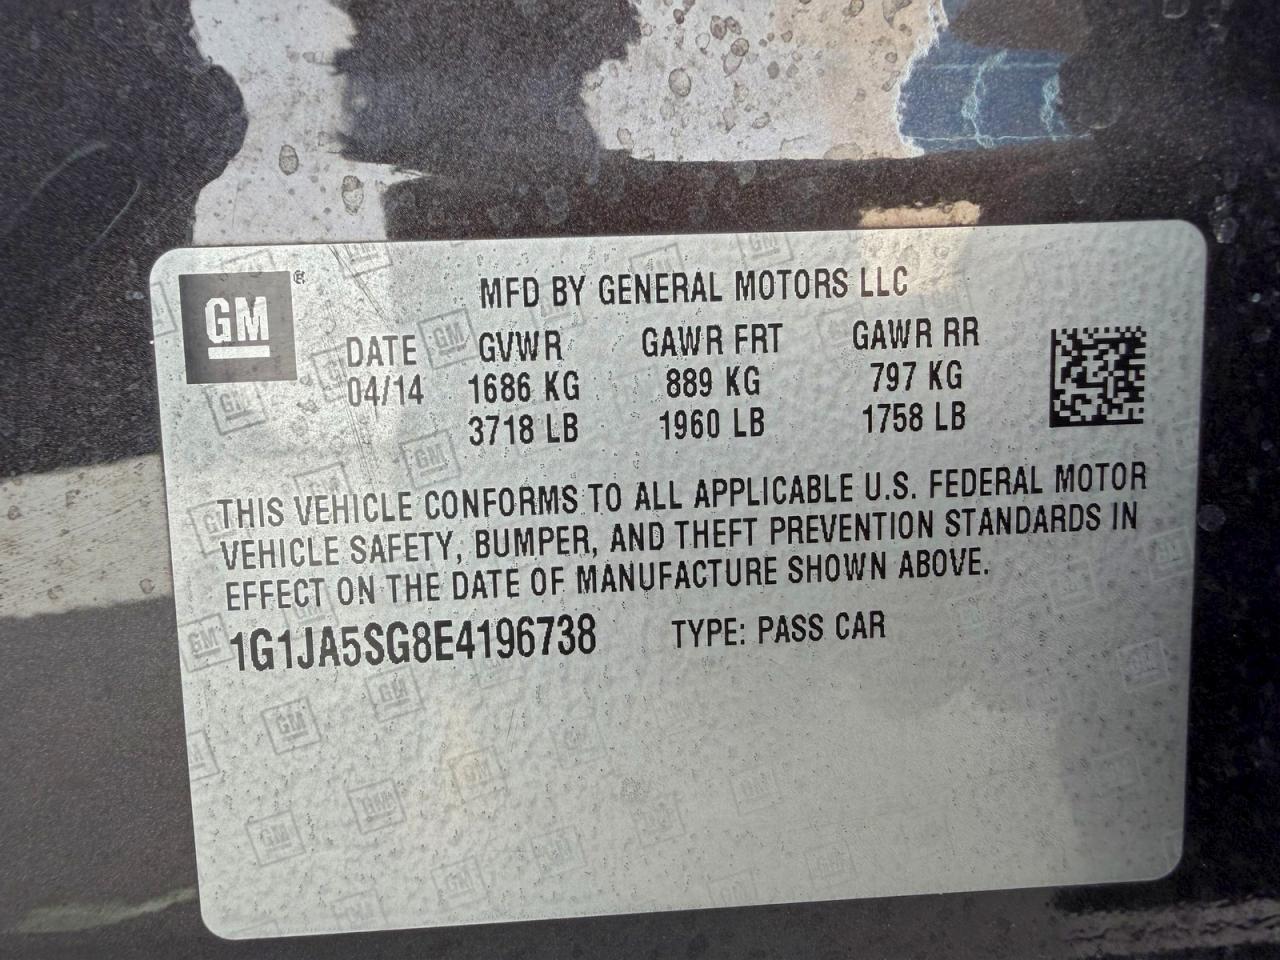 GM®
MFD BY GENERAL MOTORS LLC
DATE GVWR GAWR FRT GAWR RR
04/14 1686 KG 889 KG 797 KG
3718 LB 1960 LB 1758 LB
THIS VEHICLE CONFORMS TO ALL APPLICABLE U.S. FEDERAL MOTOR
VEHICLE SAFETY, BUMPER, AND THEFT PREVENTION STANDARDS IN
EFFECT ON THE DATE OF MANUFACTURE SHOWN ABOVE.
1G1JA5SG8E4196738 TYPE: PASS CAR